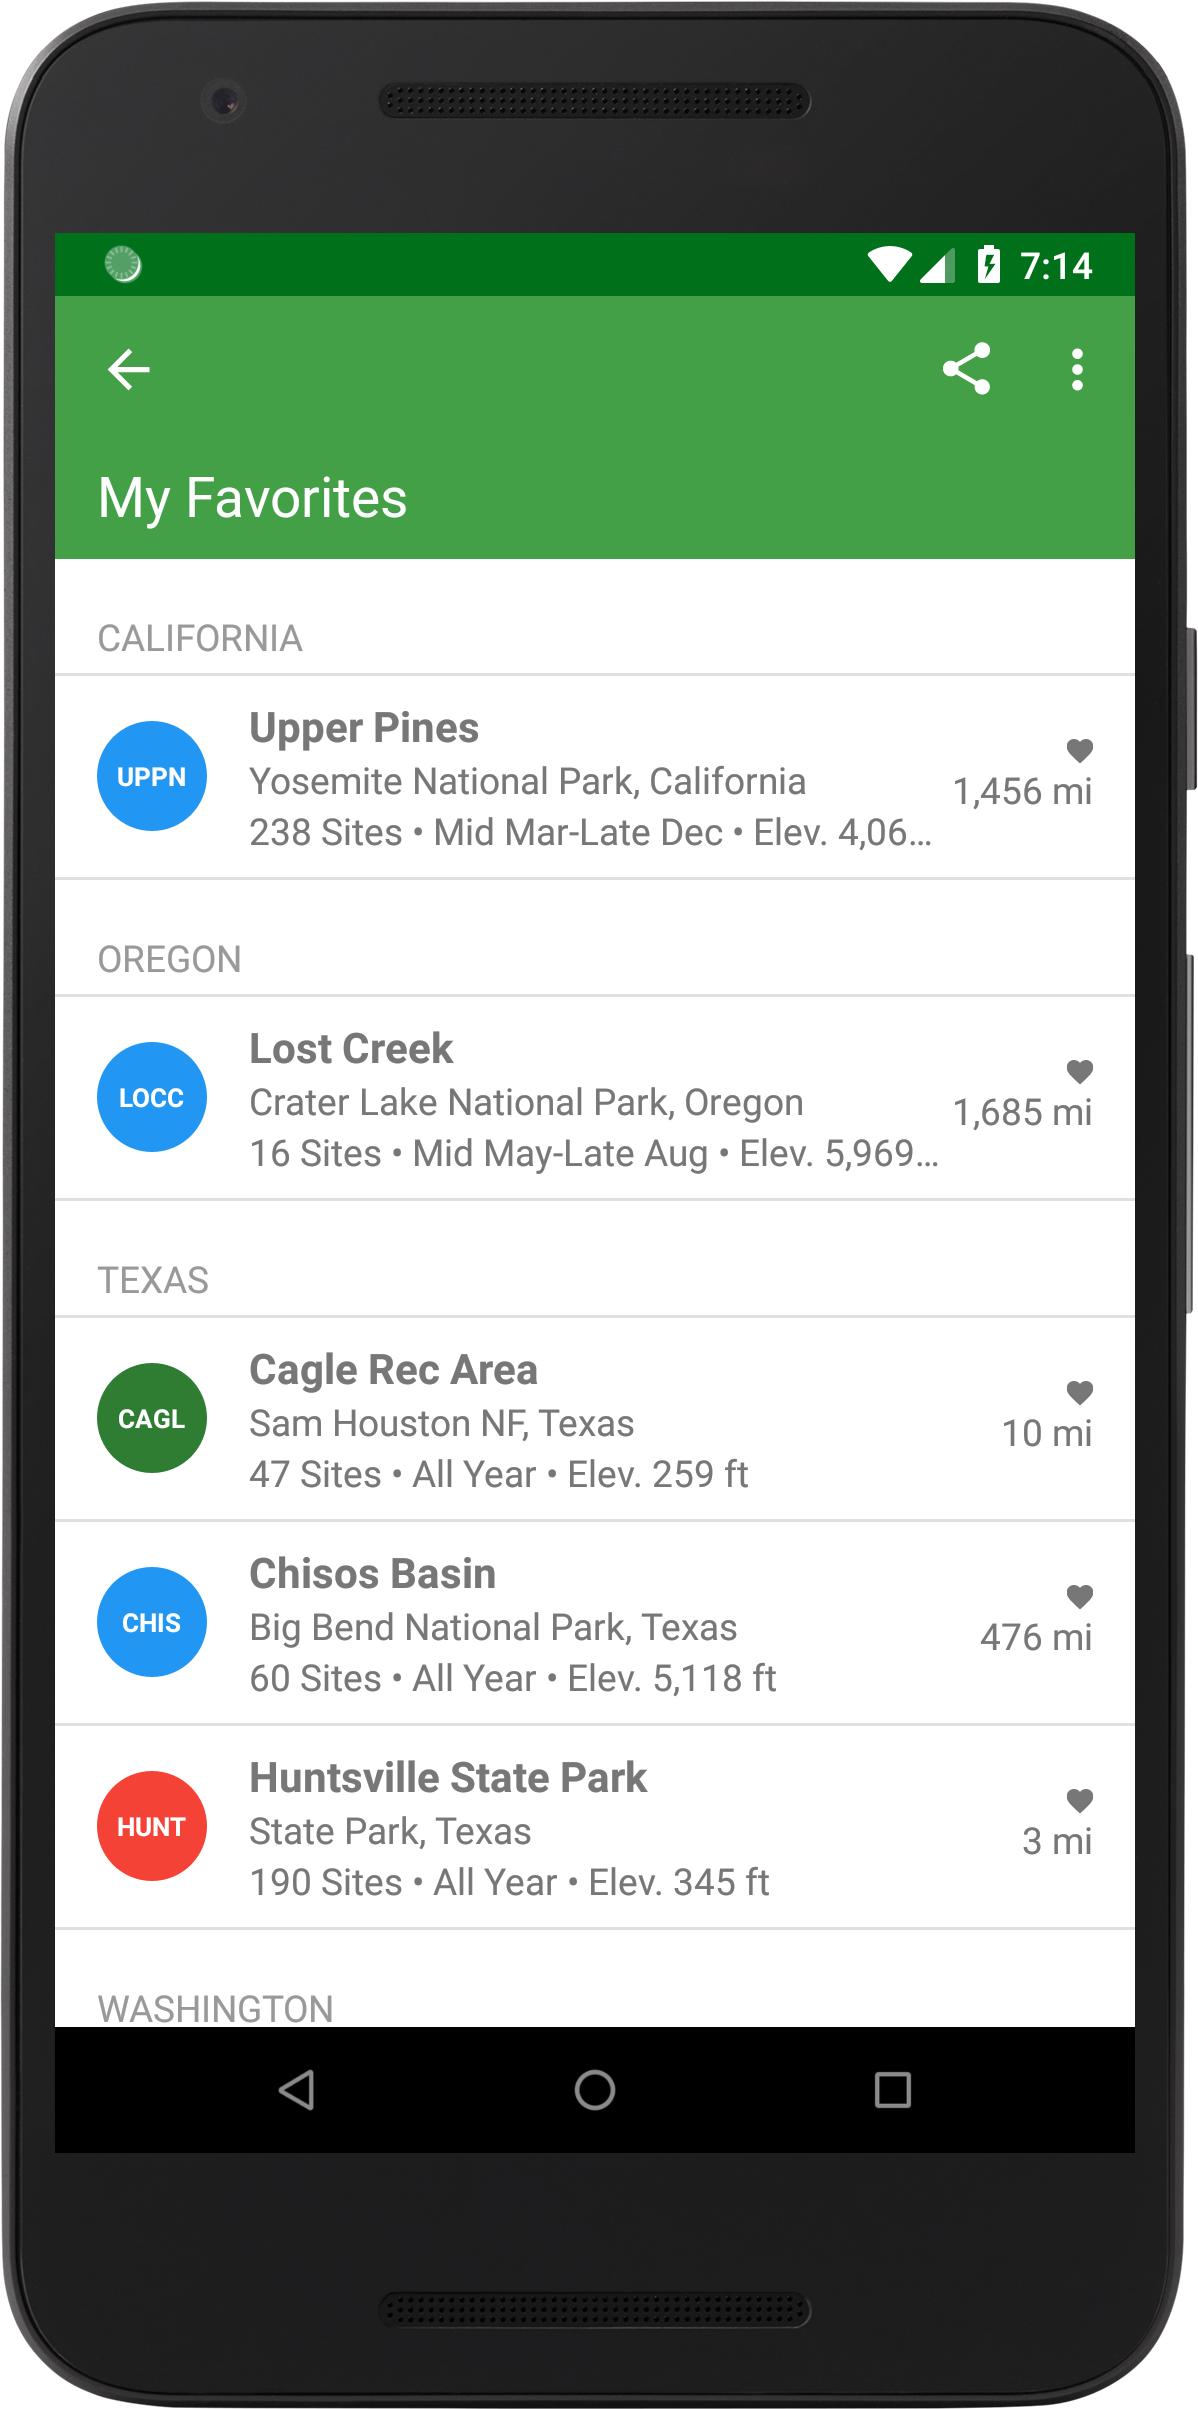 7:14
My Favorites
CALIFORNIA
UPPN
Upper Pines
Yosemite National Park, California
238 Sites • Mid Mar-Late Dec • Elev. 4,06...
1,456 mi
OREGON
LOCC
Lost Creek
Crater Lake National Park, Oregon
16 Sites • Mid May-Late Aug • Elev. 5,969...
1,685 mi
TEXAS
CAGL
Cagle Rec Area
Sam Houston NF, Texas
47 Sites • All Year • Elev. 259 ft
10 mi
CHIS
Chisos Basin
Big Bend National Park, Texas
60 Sites • All Year • Elev. 5,118 ft
476 mi
HUNT
Huntsville State Park
State Park, Texas
190 Sites • All Year • Elev. 345 ft
3 mi
WASHINGTON